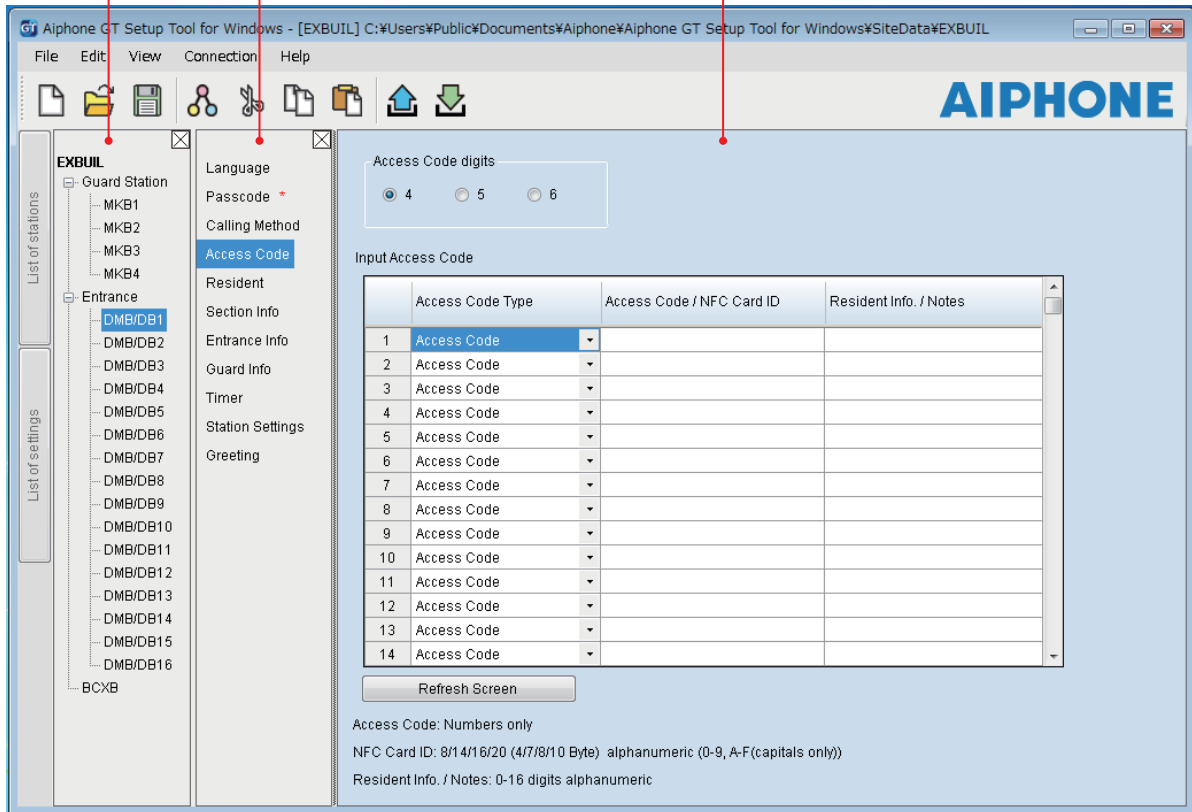 Aiphone GT Setup Tool for Windows - [EXBUIL] C:¥Users¥Public¥Documents¥Aiphone¥Aiphone GT Setup Tool for Windows¥SiteData¥EXBUIL
File Edit View Connection Help
AIPHONE
List of stations
List of settings
EXBUIL
Guard Station
MKB1
MKB2
MKB3
MKB4
Entrance
DMB/DB1
DMB/DB2
DMB/DB3
DMB/DB4
DMB/DB5
DMB/DB6
DMB/DB7
DMB/DB8
DMB/DB9
DMB/DB10
DMB/DB11
DMB/DB12
DMB/DB13
DMB/DB14
DMB/DB15
DMB/DB16
BCXB
Language
Passcode *
Calling Method
Access Code
Resident
Section Info
Entrance Info
Guard Info
Timer
Station Settings
Greeting
Access Code digits
4 5 6
Input Access Code
Access Code Type Access Code / NFC Card ID Resident Info. / Notes
1 Access Code
2 Access Code
3 Access Code
4 Access Code
5 Access Code
6 Access Code
7 Access Code
8 Access Code
9 Access Code
10 Access Code
11 Access Code
12 Access Code
13 Access Code
14 Access Code
Refresh Screen
Access Code: Numbers only
NFC Card ID: 8/14/16/20 (4/7/8/10 Byte) alphanumeric (0-9, A-F(capitals only))
Resident Info. / Notes: 0-16 digits alphanumeric